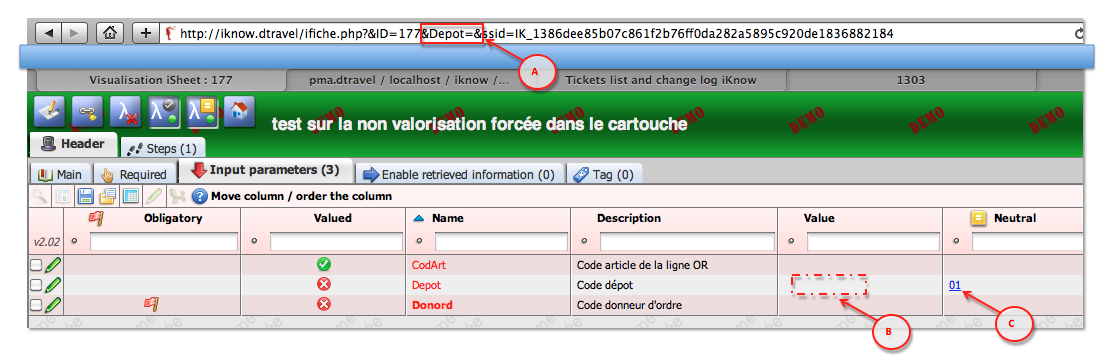 http://iknow.dtravel/ifiche.php?&ID=177&Depot=&ssid=IK_1386dee85b07c861f2b76ff0da282a5895c920de1836882184
A
Visualisation iSheet : 177 pma.dtravel / localhost / iknow /... Tickets list and change log iKnow 1303
test sur la non valorisation forcée dans le cartouche
DEMO DEMO DEMO DEMO DEMO
Header Steps (1)
Main Required Input parameters (3) Enable retrieved information (0) Tag (0)
Move column / order the column
Obligatory Valued Name Description Value Neutral
v2.02
CodArt Code article de la ligne OR
Depot Code dépôt 01
Donord Code donneur d'ordre
B C